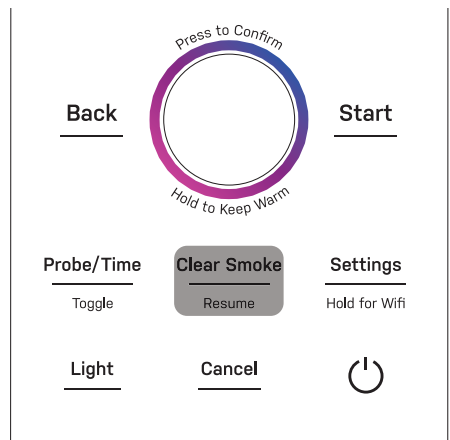 Press to Confirm
Back
Start
Hold to Keep Warm
Probe/Time
Clear Smoke
Settings
Toggle
Resume
Hold for Wifi
Light
Cancel